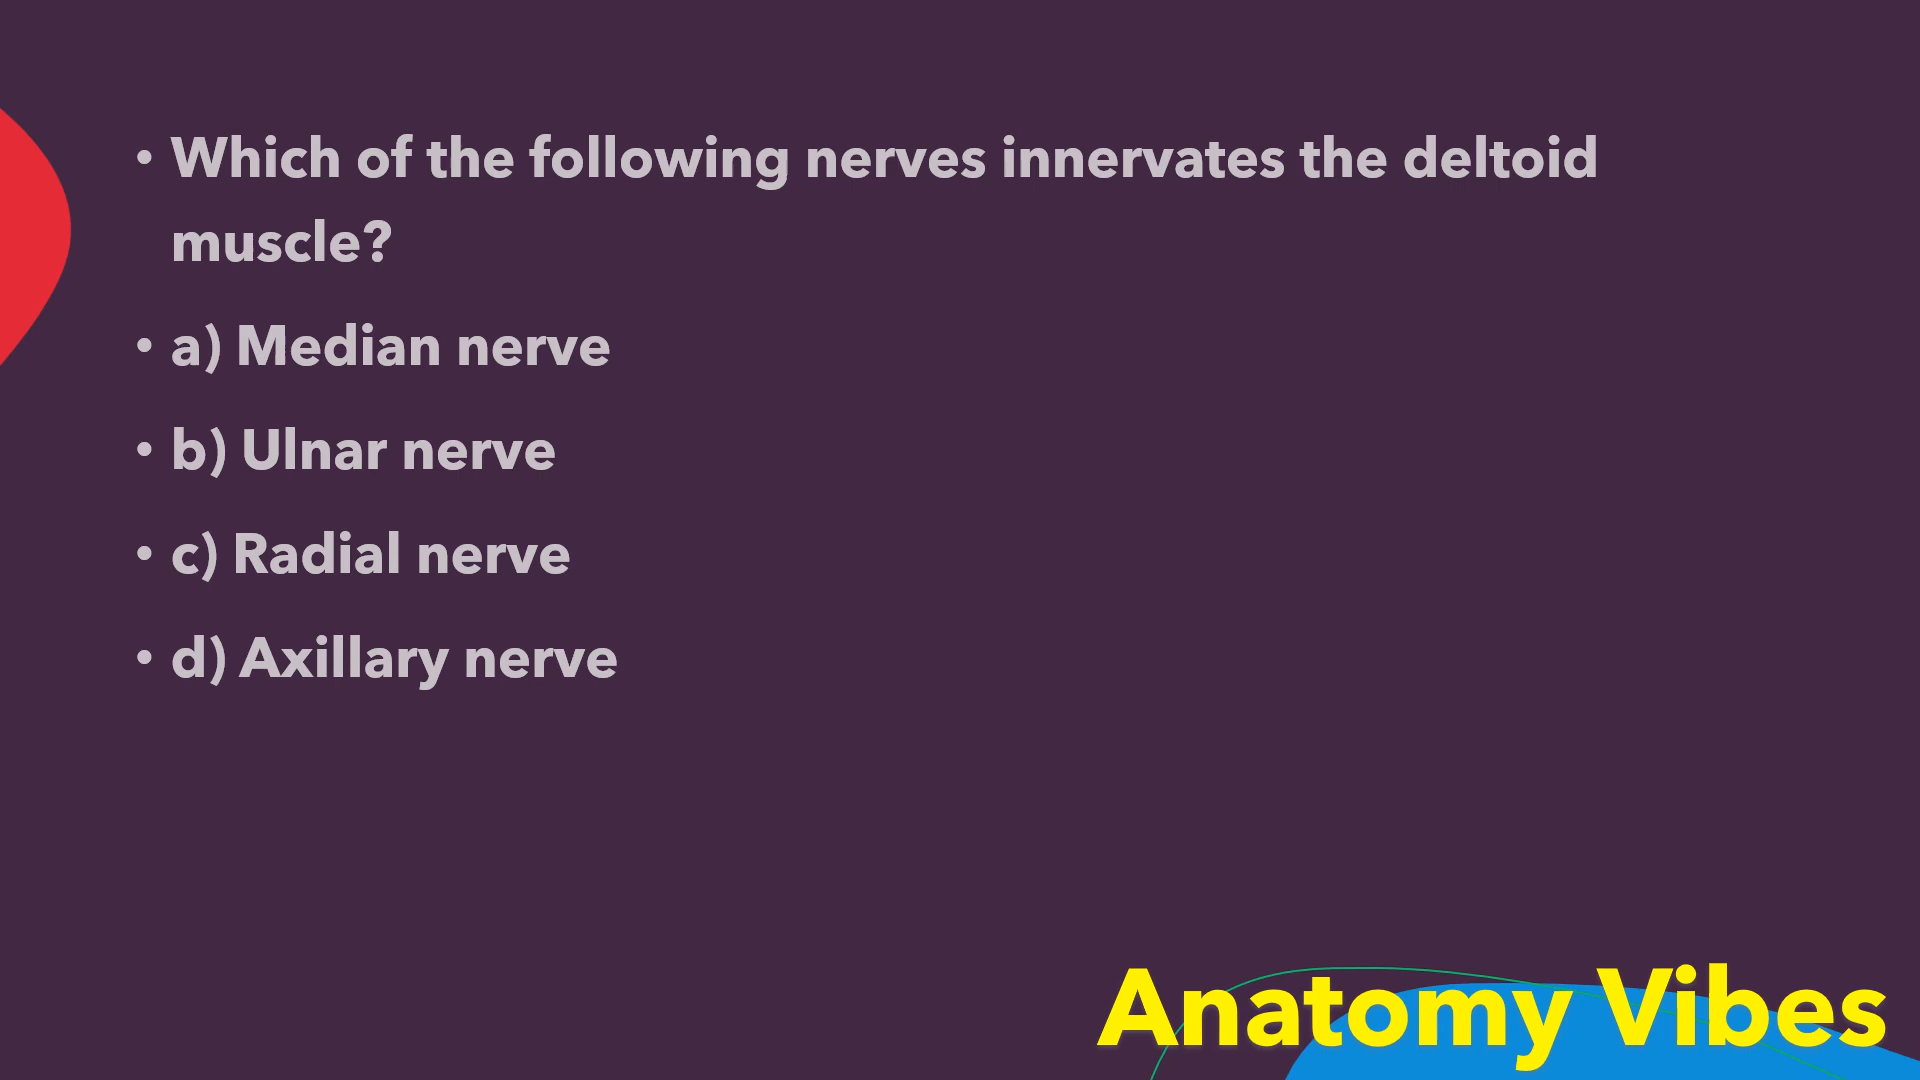 • Which of the following nerves innervates the deltoid
muscle?
• a) Median nerve
• b) Ulnar nerve
• c) Radial nerve
• d) Axillary nerve
Anatomy Vibes